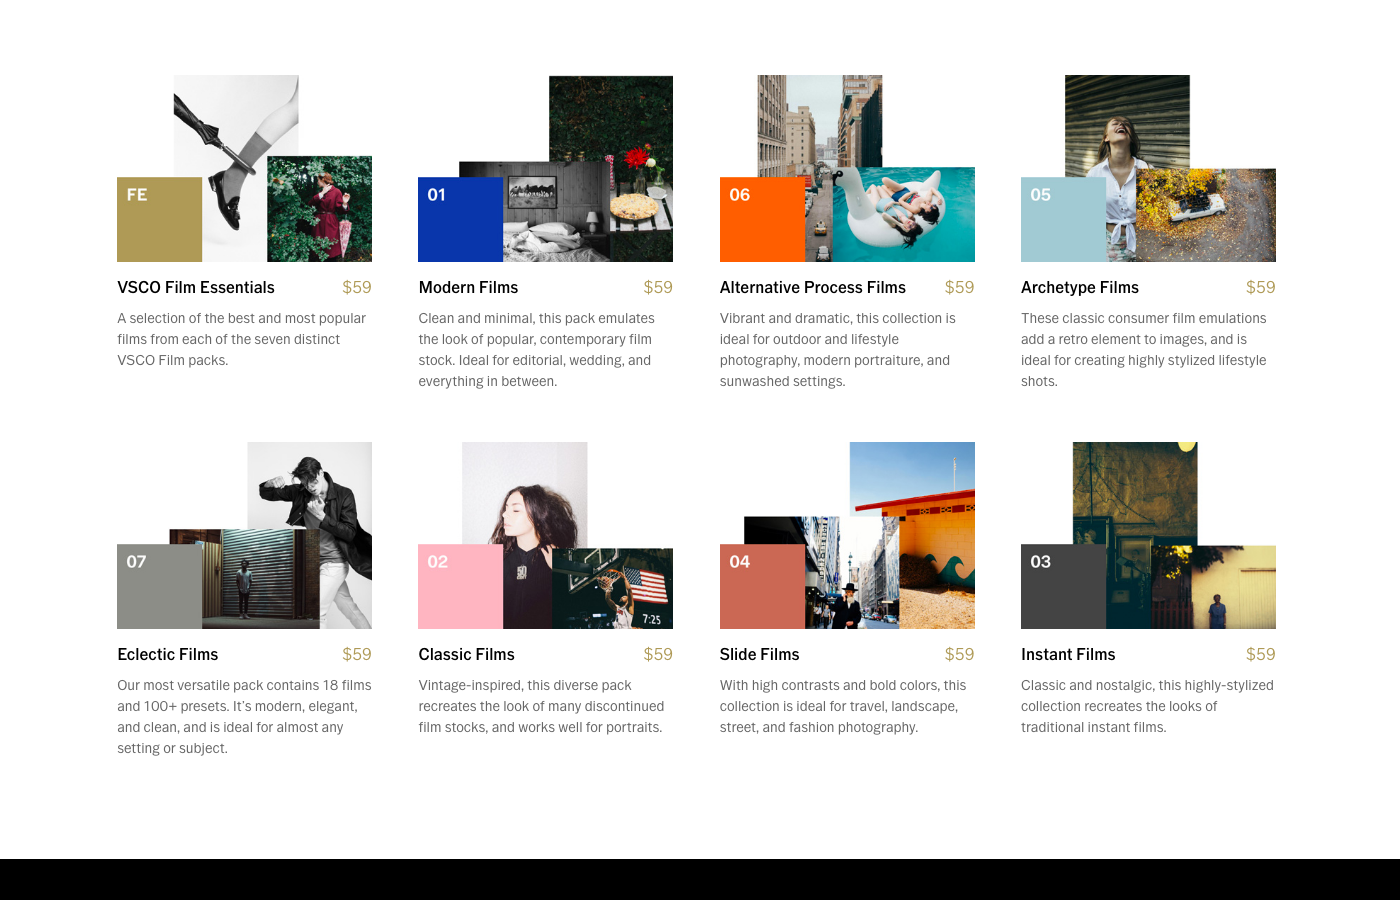 FE
VSCO Film Essentials $59
A selection of the best and most popular
films from each of the seven distinct
VSCO Film packs.
01
Modern Films $59
Clean and minimal, this pack emulates
the look of popular, contemporary film
stock. Ideal for editorial, wedding, and
everything in between.
06
Alternative Process Films $59
Vibrant and dramatic, this collection is
ideal for outdoor and lifestyle
photography, modern portraiture, and
sunwashed settings.
05
Archetype Films $59
These classic consumer film emulations
add a retro element to images, and is
ideal for creating highly stylized lifestyle
shots.
07
Eclectic Films $59
Our most versatile pack contains 18 films
and 100+ presets. It's modern, elegant,
and clean, and is ideal for almost any
setting or subject.
02
7:25
Classic Films $59
Vintage-inspired, this diverse pack
recreates the look of many discontinued
film stocks, and works well for portraits.
04
Slide Films $59
With high contrasts and bold colors, this
collection is ideal for travel, landscape,
street, and fashion photography.
03
Instant Films $59
Classic and nostalgic, this highly-stylized
collection recreates the looks of
traditional instant films.